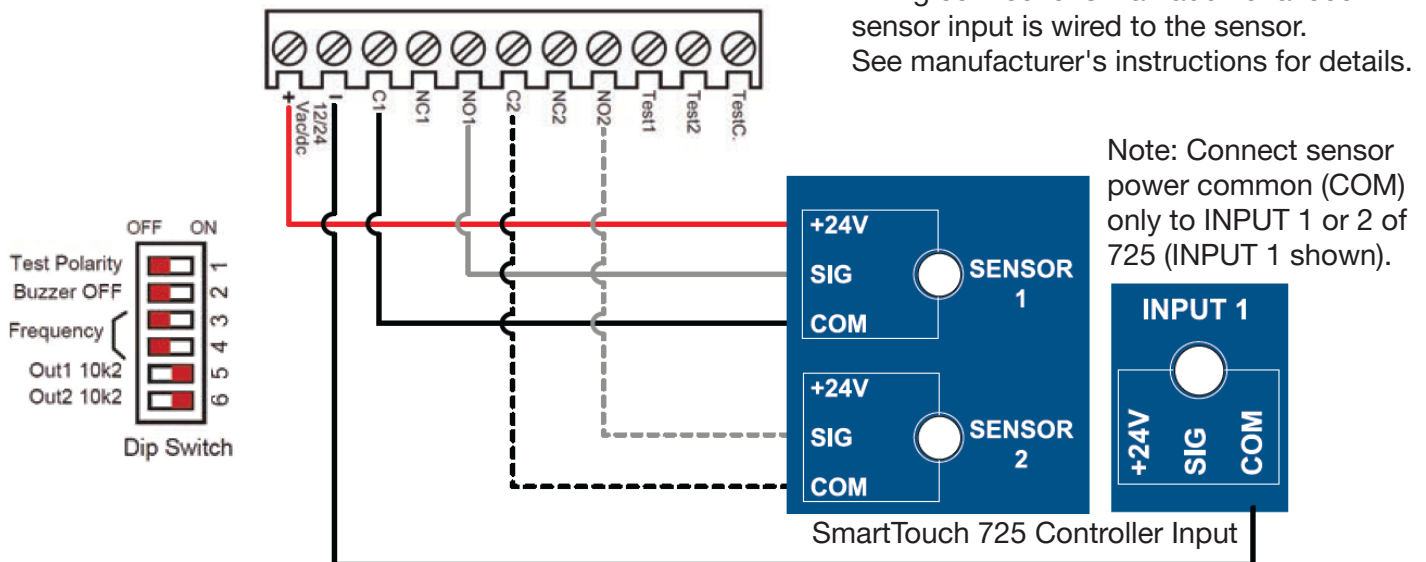 sensor input is wired to the sensor.
See manufacturer's instructions for details.
+
12/24
Vac/dc
-
C1
NC1
NO1
C2
NC2
NO2
Test1
Test2
TestC.
Note: Connect sensor
power common (COM)
only to INPUT 1 or 2 of
725 (INPUT 1 shown).
OFF ON
Test Polarity 1
Buzzer OFF 2
Frequency 3
4
Out1 10k2 5
Out2 10k2 6
Dip Switch
+24V
SIG
COM
SENSOR
1
+24V
SIG
COM
SENSOR
2
INPUT 1
+24V
SIG
COM
SmartTouch 725 Controller Input